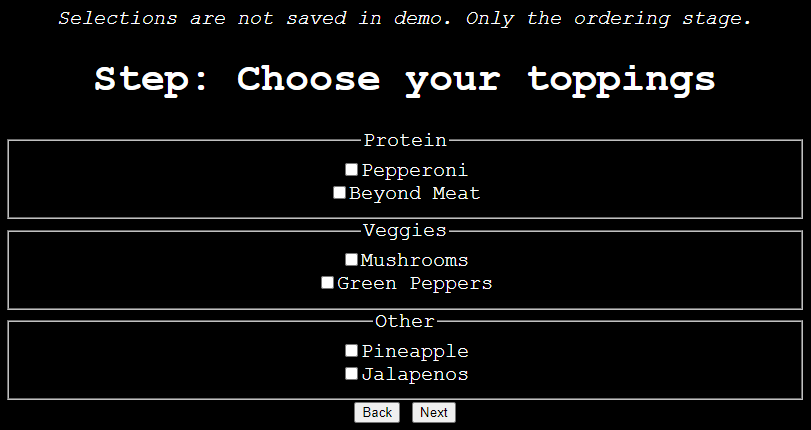 Selections are not saved in demo. Only the ordering stage.
Step: Choose your toppings
Protein
Pepperoni
Beyond Meat
Veggies
Mushrooms
Green Peppers
Other
Pineapple
Jalapenos
Back Next